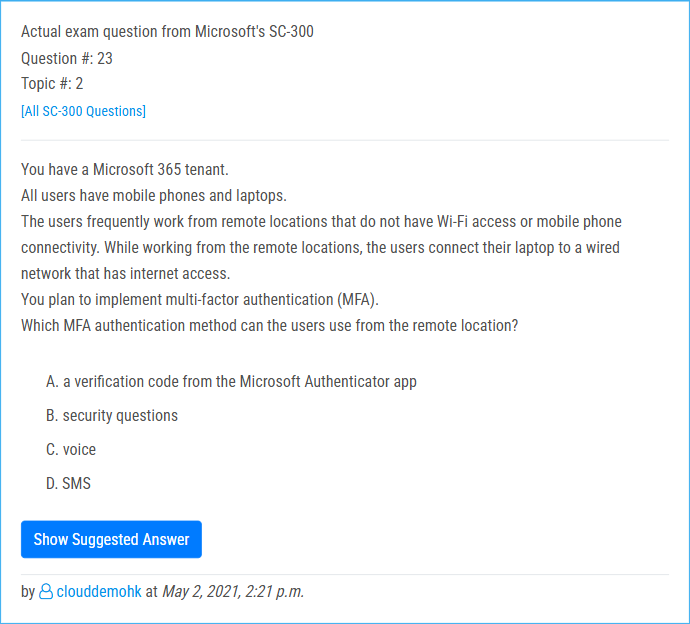 Actual exam question from Microsoft's SC-300
Question #: 23
Topic #: 2
[All SC-300 Questions]
You have a Microsoft 365 tenant.
All users have mobile phones and laptops.
The users frequently work from remote locations that do not have Wi-Fi access or mobile phone
connectivity. While working from the remote locations, the users connect their laptop to a wired
network that has internet access.
You plan to implement multi-factor authentication (MFA).
Which MFA authentication method can the users use from the remote location?
A. a verification code from the Microsoft Authenticator app
B. security questions
C. voice
D. SMS
Show Suggested Answer
by clouddemohk at May 2, 2021, 2:21 p.m.